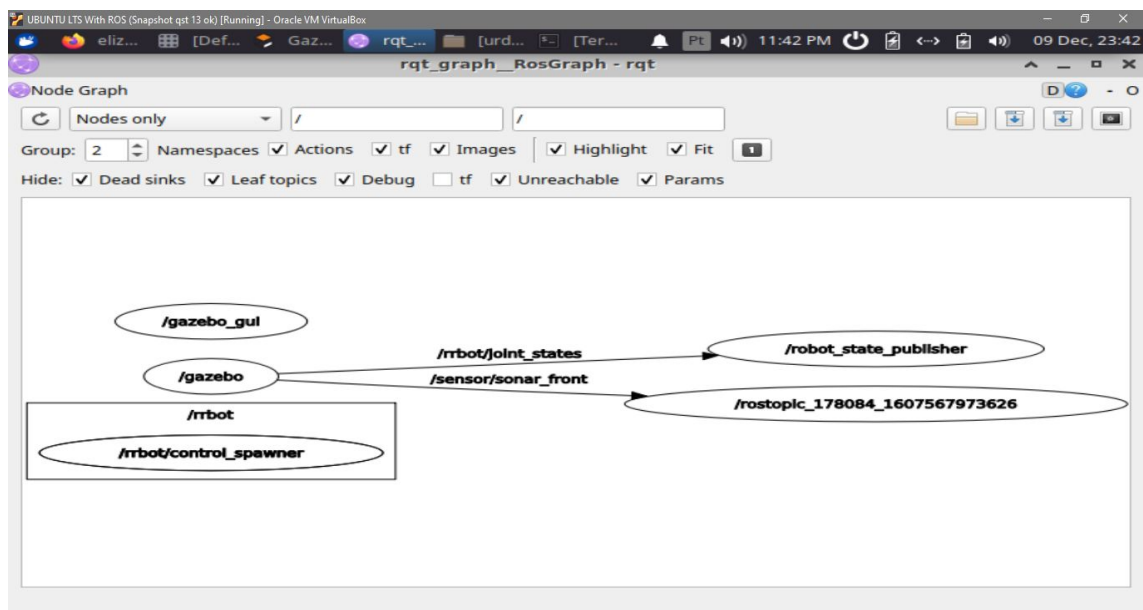 UBUNTU LTS With ROS (Snapshot qst 13 ok) [Running] - Oracle VM VirtualBox
eliz... [Def... Gaz... rqt_... [urd... [Ter... Pt 11:42 PM 09 Dec, 23:42
rqt_graph__RosGraph - rqt
Node Graph D ? - O
Nodes only / /
Group: 2 Namespaces Actions tf Images Highlight Fit 1
Hide: Dead sinks Leaf topics Debug tf Unreachable Params
/gazebo_gui
/rrbot/joint_states
/robot_state_publisher
/gazebo
/sensor/sonar_front
/rostopic_178084_1607567973626
/rrbot
/rrbot/control_spawner